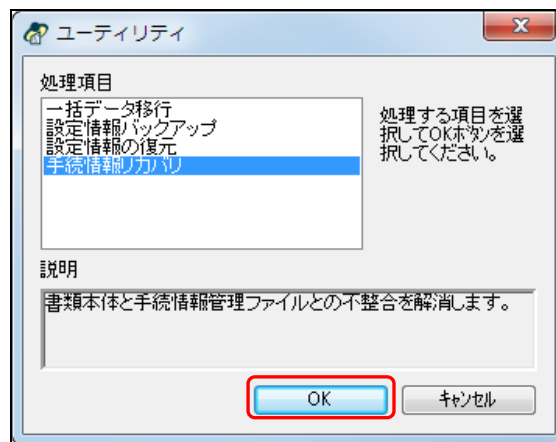 ユーティリティ
処理項目
一括データ移行
設定情報バックアップ
設定情報の復元
手続情報リカバリ
処理する項目を選
択してOKボタンを選
択してください。
説明
書類本体と手続情報管理ファイルとの不整合を解消します。
OK
キャンセル